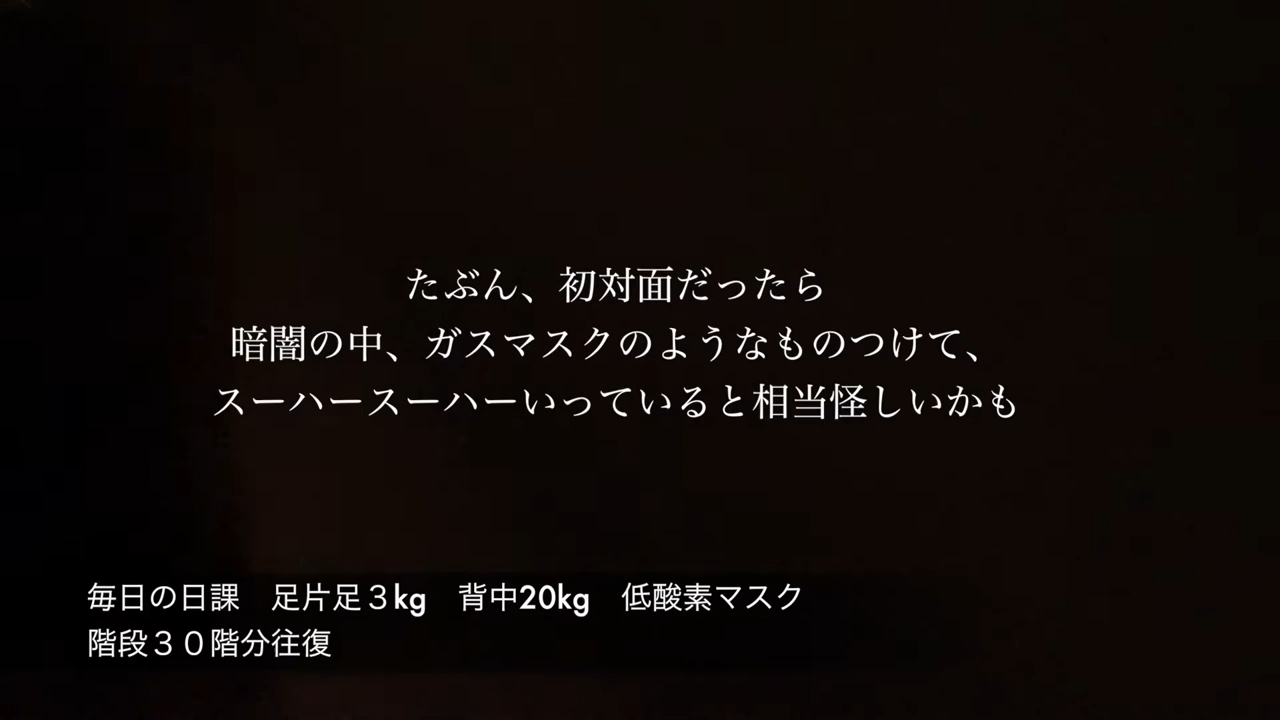 たぶん、初対面だったら
暗闇の中、ガスマスクのようなものつけて、
スーハースーハーいっていると相当怪しいかも
毎日の日課　足片足３kg　背中20kg　低酸素マスク
階段３０階分往復